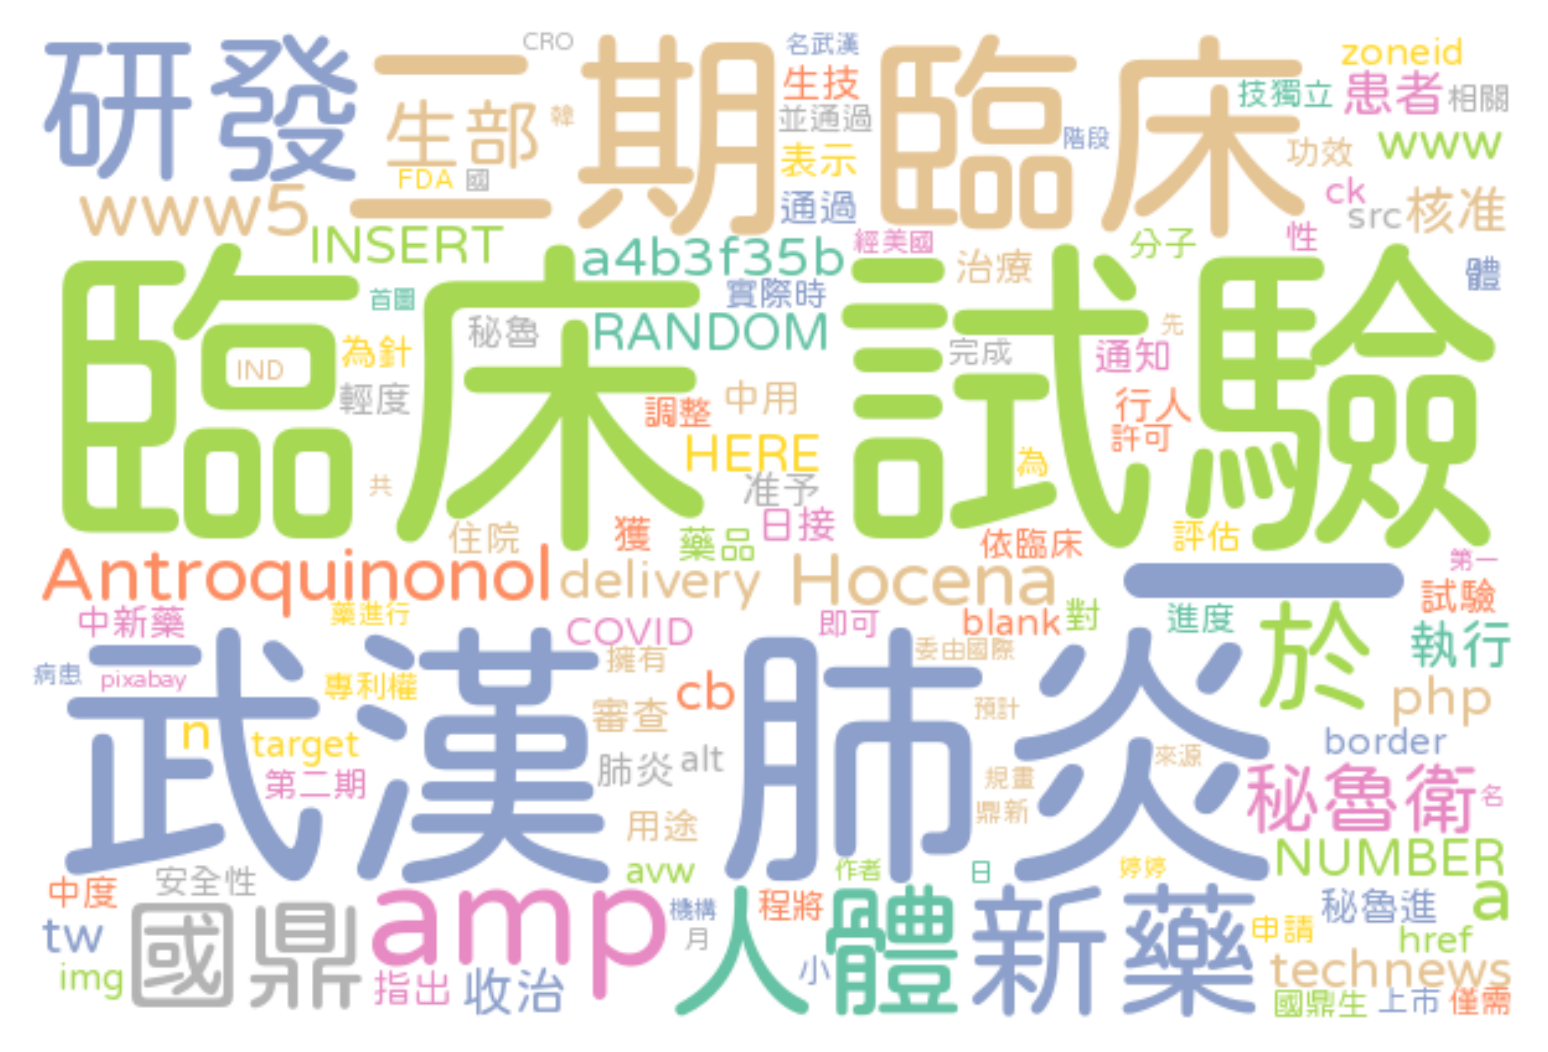 研發
二期臨床
CRO
名武漢
zoneid
生技
技獨立
患者
相關
生部
韓
並通過
階段
功效
www
FDA
國
表示
ck
www5
通過
src
核准
INSERT
a4b3f35b
經美國
分子
性
臨床試驗
治療
體
首圖
實際時
秘魯
RANDOM
先
為針
完成
通知
IND
輕度
調整
中用
行人
許可
HERE
為
共
准予
住院
獲
藥品
日接
依臨床
評估
Antroquinonol
delivery
Hocena
一
第一
試驗
中新藥
藥進行
COVID
即可
blank
對
進度
於
執行
武漢肺炎
病患
pixabay
專利權
擁有
委由國際
cb
審查
預計
php
n
target
border
第二期
肺炎
alt
來源
規畫
秘魯衛
名
鼎新
用途
NUMBER
中度
安全性
avw
作者
日
婷婷
國鼎
amp
機構
程將
人體
新藥
秘魯進
a
tw
月
申請
href
img
指出
收治
小
technews
國鼎生
上市
僅需